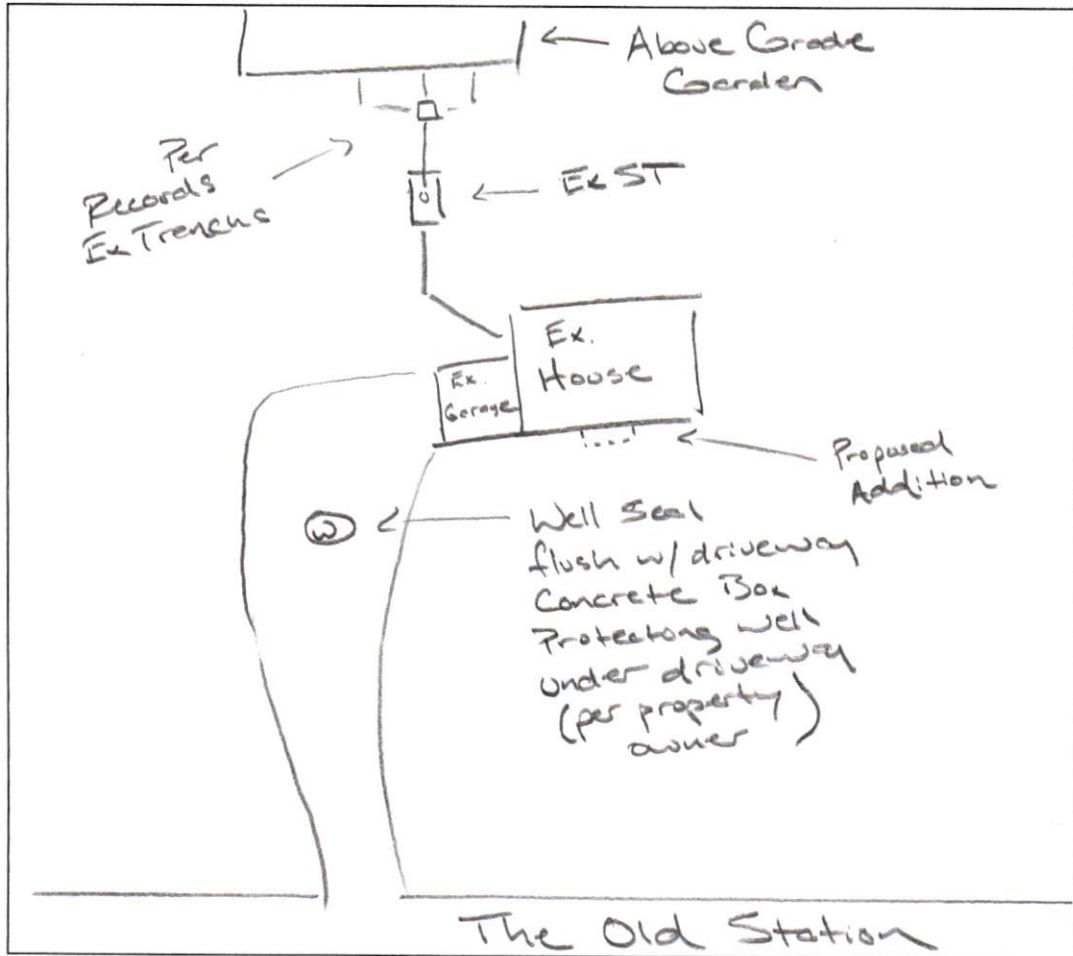 Above Grade
Garden
Per
Records
Ex Trenchs
Ex ST
Ex.
House
Ex.
Garage
Proposed
Addition
W
Well Seal
flush w/ driveway
Concrete Box
Protecting well
under driveway
(per property
owner)
The Old Station